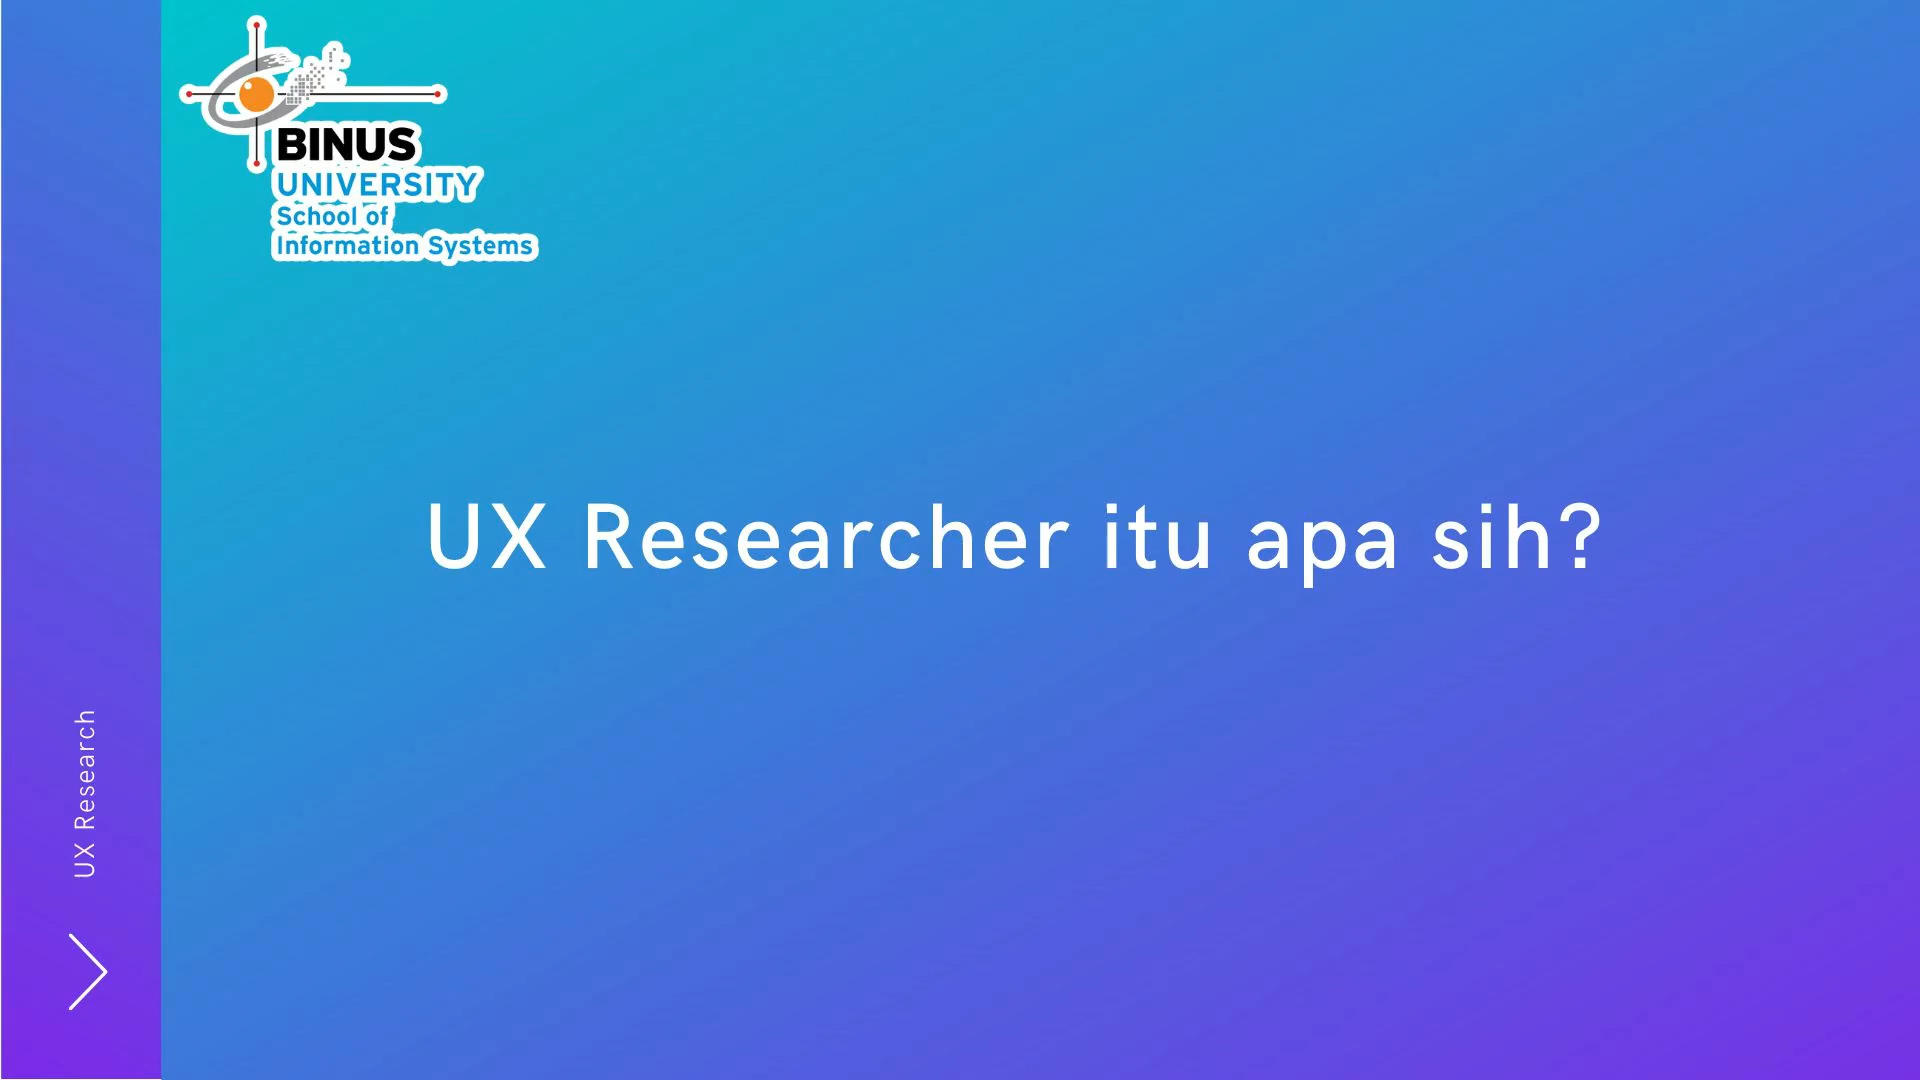 BINUS
UNIVERSITY
School of
Information Systems
UX Researcher itu apa sih?
UX Research